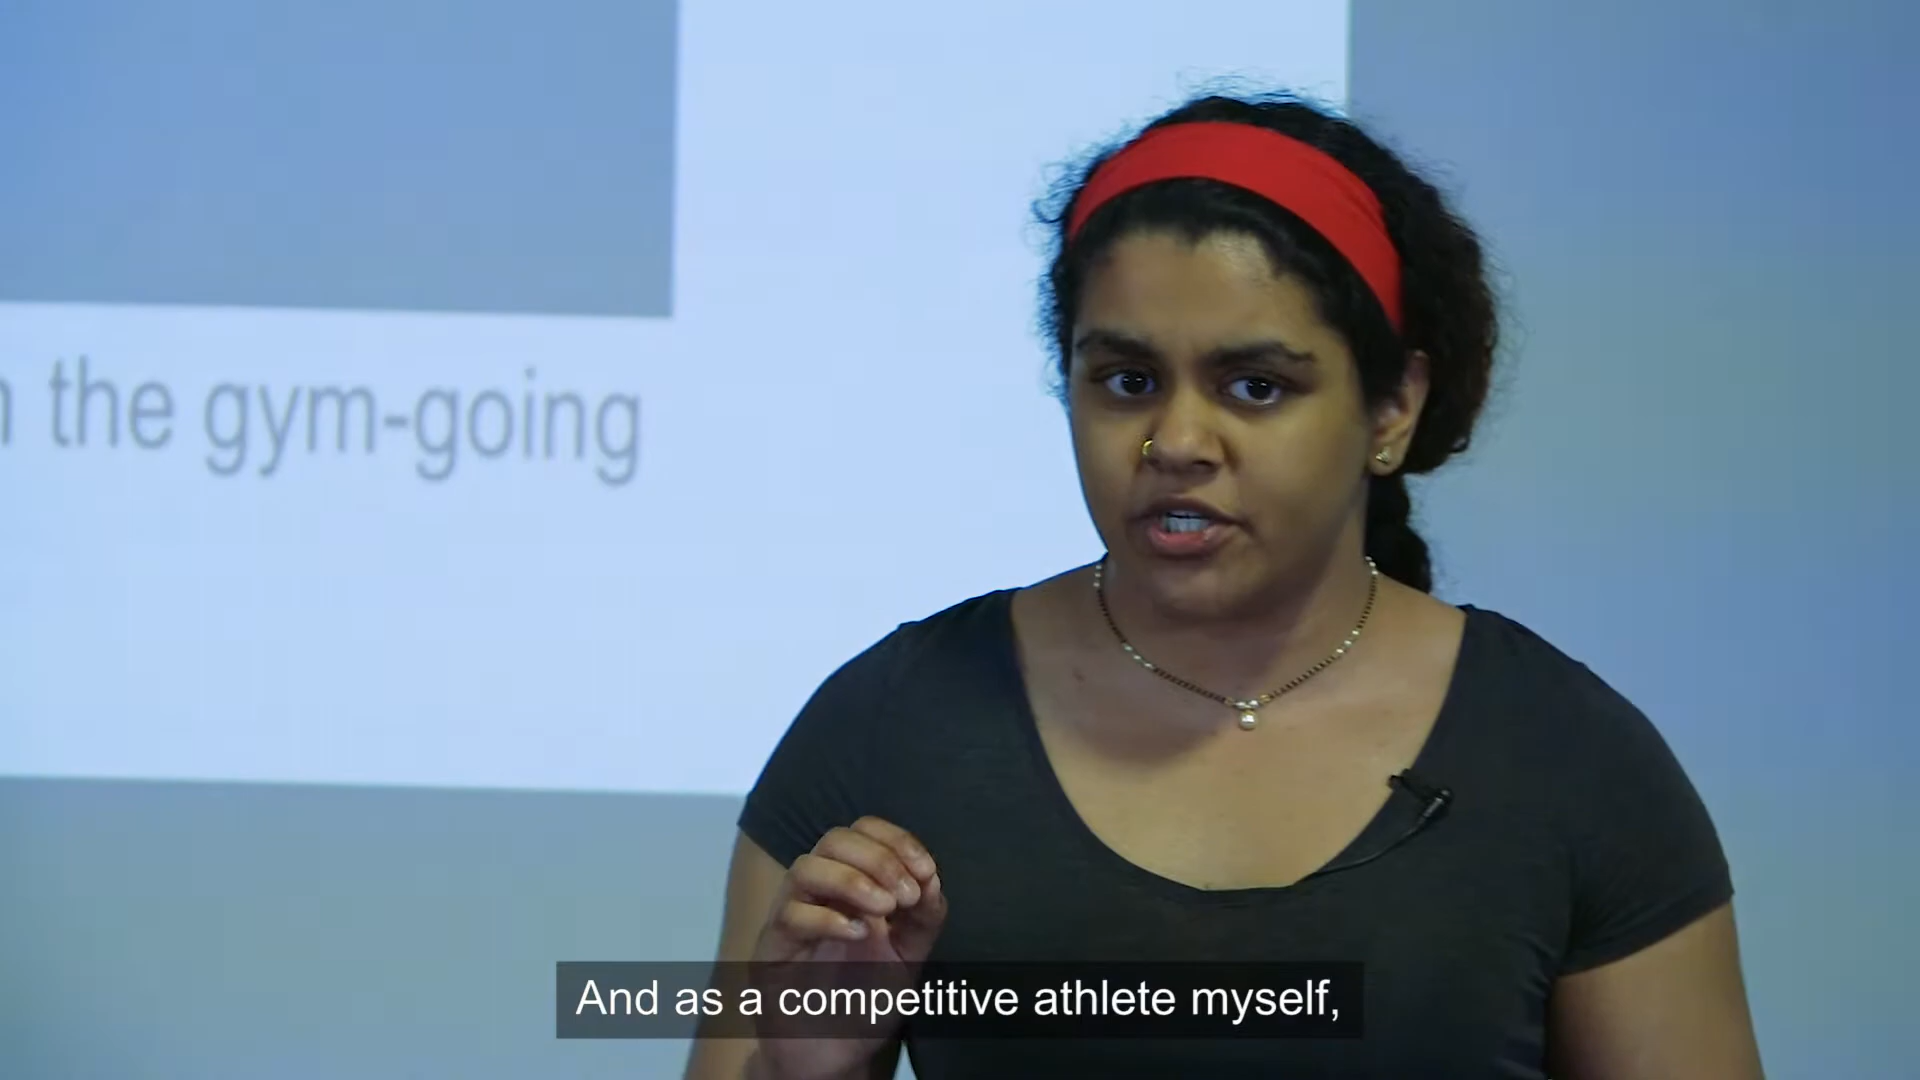 the gym-going
And as a competitive athlete myself,